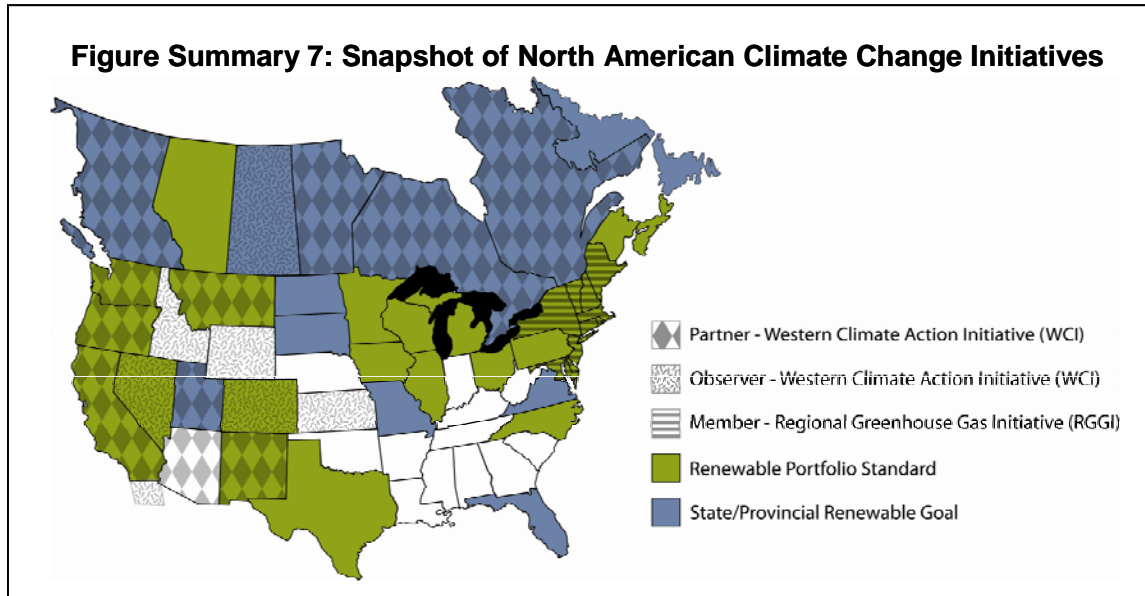 Figure Summary 7: Snapshot of North American Climate Change Initiatives
Partner - Western Climate Action Initiative (WCI)
Observer - Western Climate Action Initiative (WCI)
Member - Regional Greenhouse Gas Initiative (RGGI)
Renewable Portfolio Standard
State/Provincial Renewable Goal